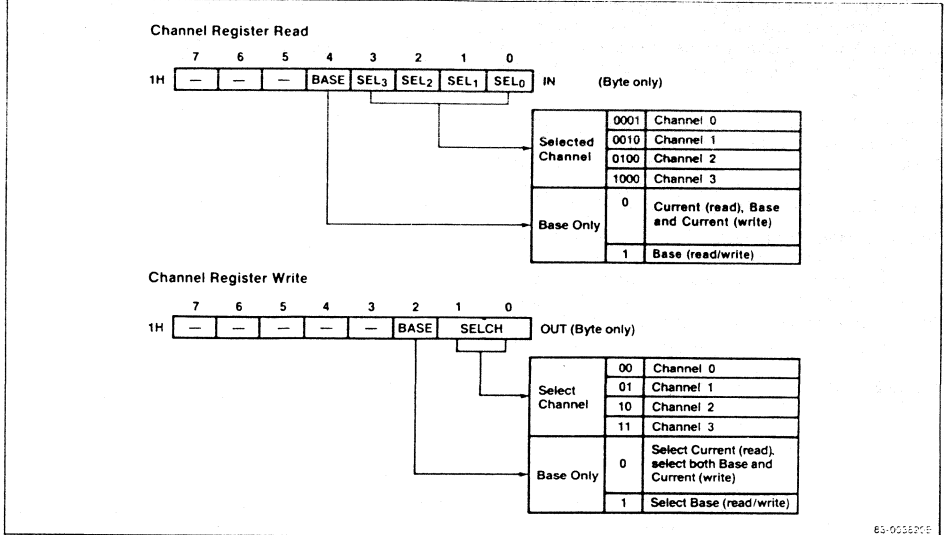 Channel Register Read
7 6 5 4 3 2 1 0
1H — — — BASE SEL3 SEL2 SEL1 SEL0 IN (Byte only)
Selected Channel
0001 Channel 0
0010 Channel 1
0100 Channel 2
1000 Channel 3
Base Only
0 Current (read), Base and Current (write)
1 Base (read/write)
Channel Register Write
7 6 5 4 3 2 1 0
1H — — — — — BASE SELCH OUT (Byte only)
Select Channel
00 Channel 0
01 Channel 1
10 Channel 2
11 Channel 3
Base Only
0 Select Current (read), select both Base and Current (write)
1 Select Base (read/write)